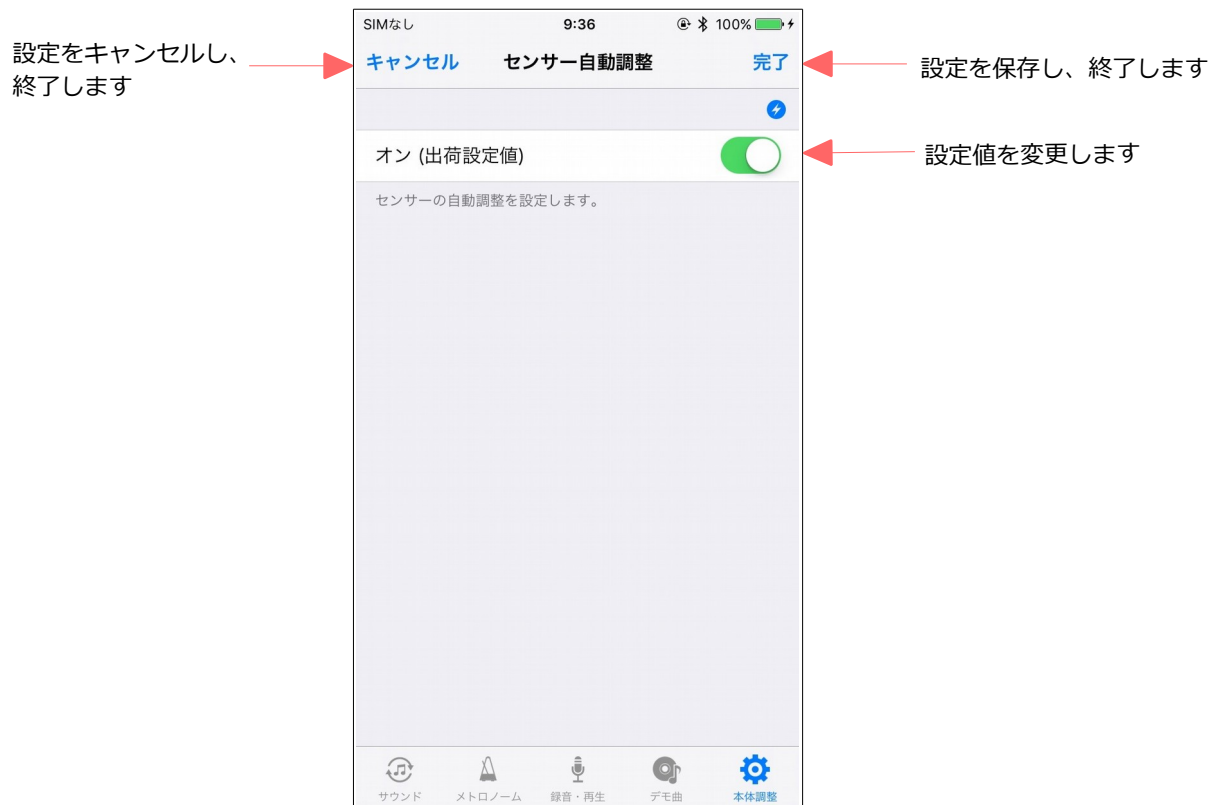 SIMなし 9:36 100%
設定をキャンセルし、
終了します
キャンセル センサー自動調整 完了
設定を保存し、終了します
オン (出荷設定値)
設定値を変更します
センサーの自動調整を設定します。
サウンド メトロノーム 録音・再生 デモ曲 本体調整